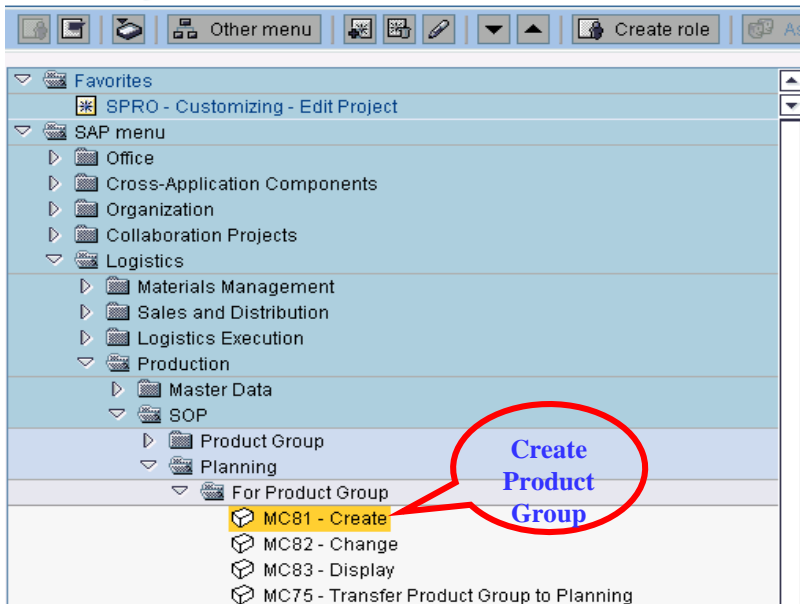 Other menu
Create role
As
Favorites
SPRO - Customizing - Edit Project
SAP menu
Office
Cross-Application Components
Organization
Collaboration Projects
Logistics
Materials Management
Sales and Distribution
Logistics Execution
Production
Master Data
SOP
Product Group
Planning
For Product Group
MC81 - Create
MC82 - Change
MC83 - Display
MC75 - Transfer Product Group to Planning
Create
Product
Group